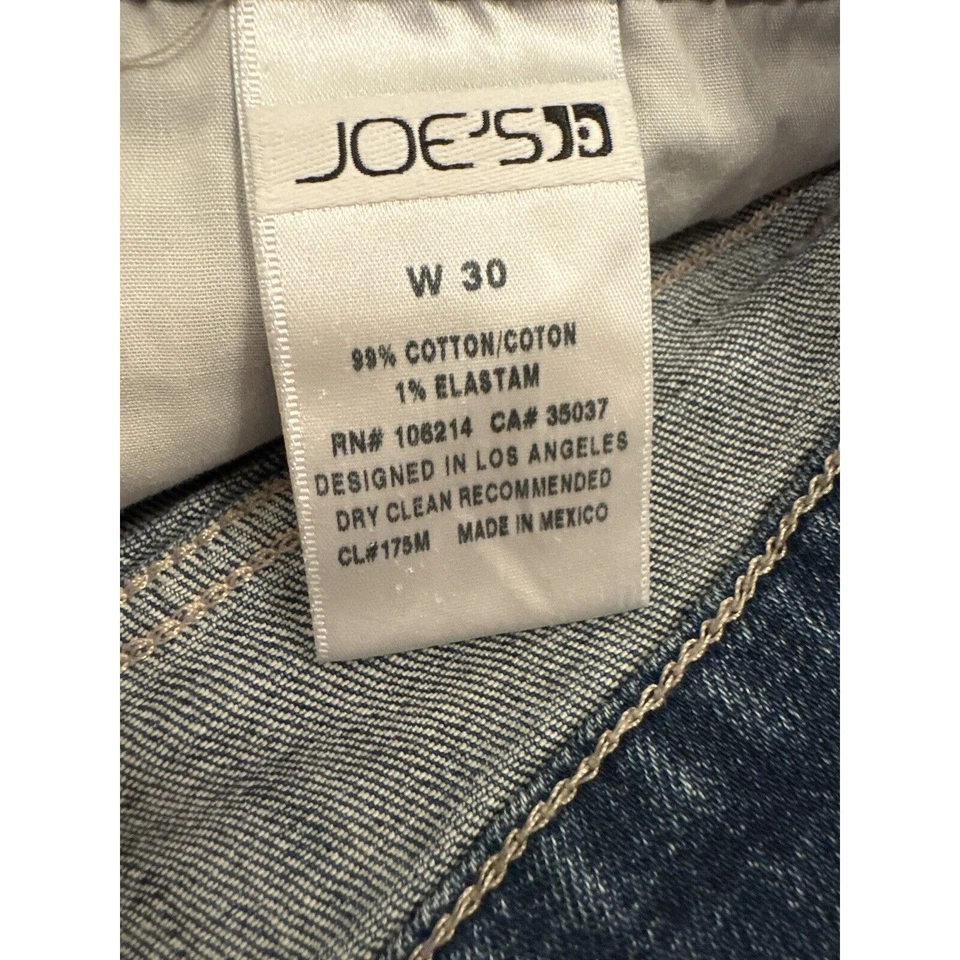 JOE'S
W 30
99% COTTON/COTON
1% ELASTAM
RN# 106214 CA# 35037
DESIGNED IN LOS ANGELES
DRY CLEAN RECOMMENDED
CL#175M MADE IN MEXICO